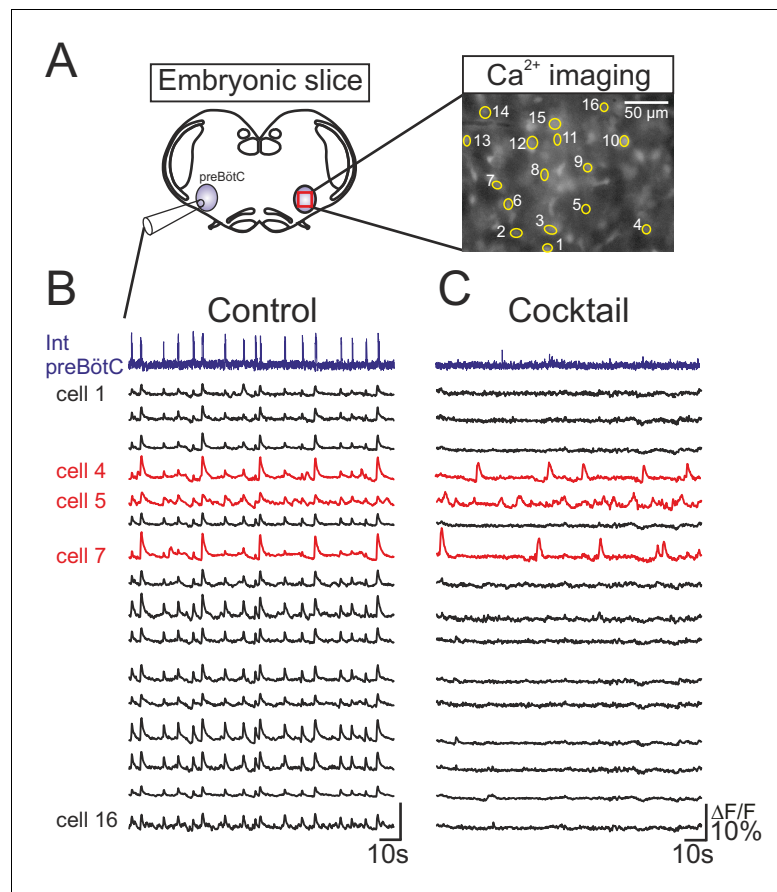 A
Embryonic slice
Ca²⁺ imaging
preBötC
14
16
50 µm
15
13
12
11
10
9
8
7
6
5
4
3
2
1
B
Control
C
Cocktail
Int
preBötC
cell 1
cell 4
cell 5
cell 7
cell 16
10s
ΔF/F
10%
10s